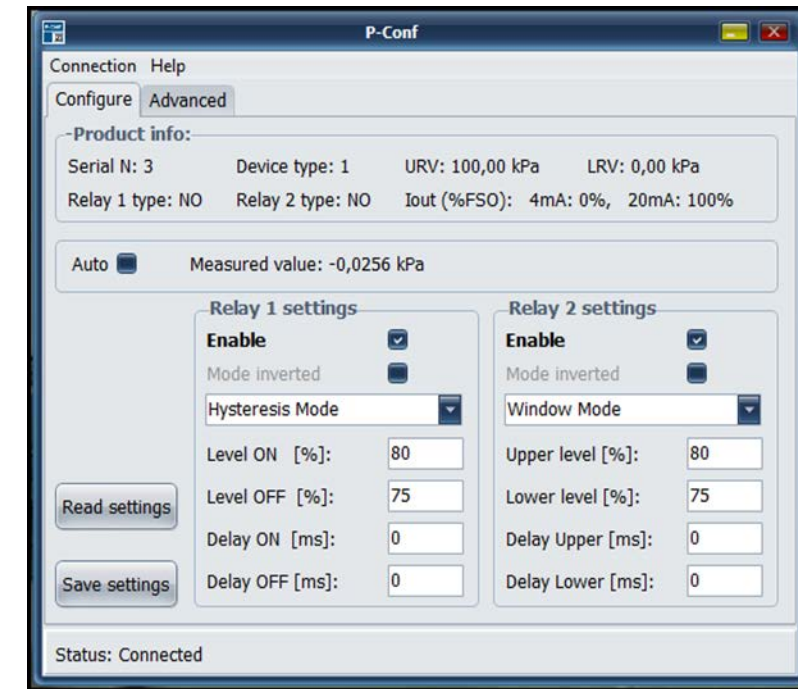 P-Conf
Connection Help
Configure Advanced
-Product info:
Serial N: 3 Device type: 1 URV: 100,00 kPa LRV: 0,00 kPa
Relay 1 type: NO Relay 2 type: NO Iout (%FSO): 4mA: 0%, 20mA: 100%
Auto Measured value: -0,0256 kPa
Relay 1 settings
Enable
Mode inverted
Hysteresis Mode
Level ON [%]: 80
Level OFF [%]: 75
Delay ON [ms]: 0
Delay OFF [ms]: 0
Relay 2 settings
Enable
Mode inverted
Window Mode
Upper level [%]: 80
Lower level [%]: 75
Delay Upper [ms]: 0
Delay Lower [ms]: 0
Read settings
Save settings
Status: Connected